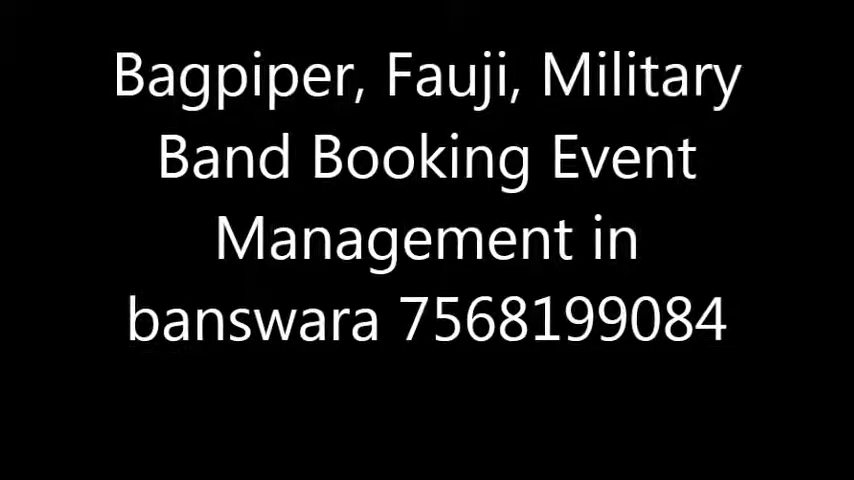 Bagpiper, Fauji, Military
Band Booking Event
Management in
banswara 7568199084